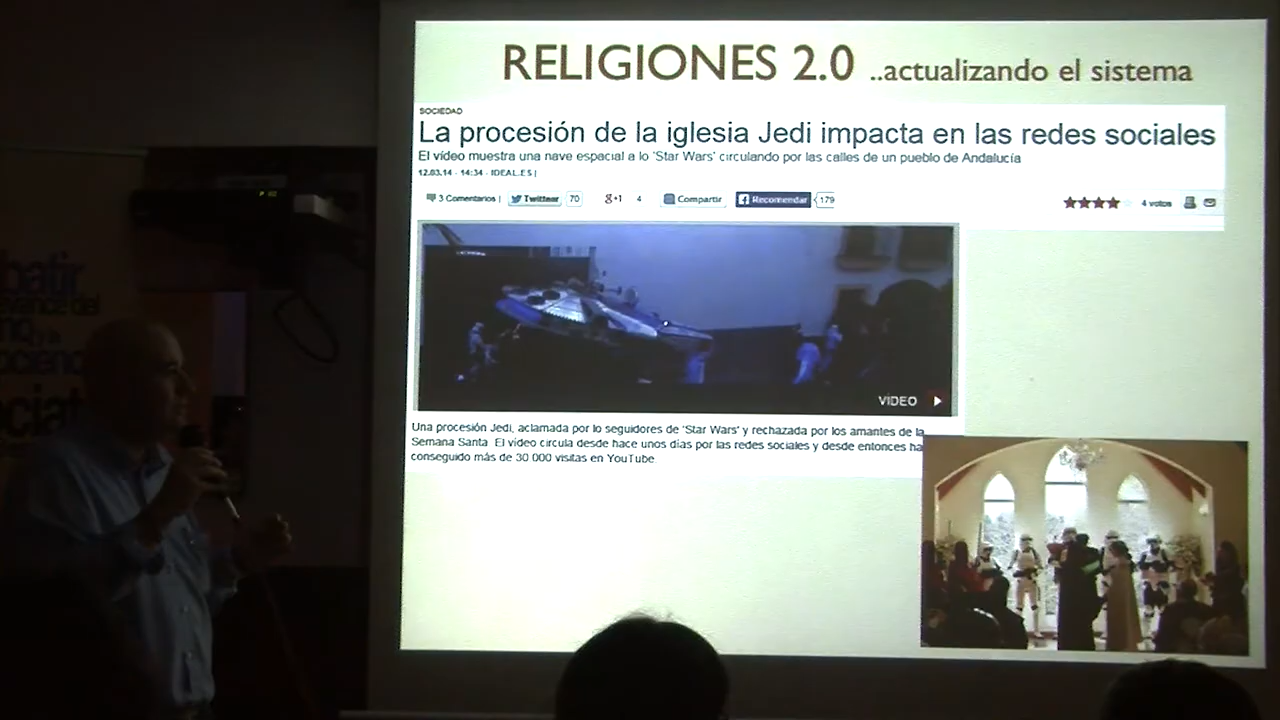 RELIGIONES 2.0 ..actualizando el sistema
SOCIEDAD
La procesión de la iglesia Jedi impacta en las redes sociales
El vídeo muestra una nave espacial a lo 'Star Wars' circulando por las calles de un pueblo de Andalucía
12.03.14 - 14:34 - IDEAL.ES |
3 Comentarios | Twittear 70 g+1 4 Compartir Recomendar 179 4 votos
VIDEO
Una procesión Jedi, aclamada por lo seguidores de 'Star Wars' y rechazada por los amantes de la
Semana Santa. El vídeo circula desde hace unos días por las redes sociales y desde entonces ha
conseguido más de 30.000 visitas en YouTube.
batir